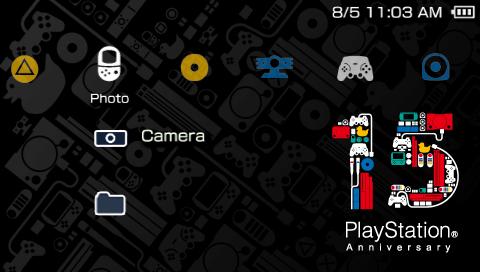 8/5 11:03 AM
Photo
Camera
15
PlayStation®
Anniversary